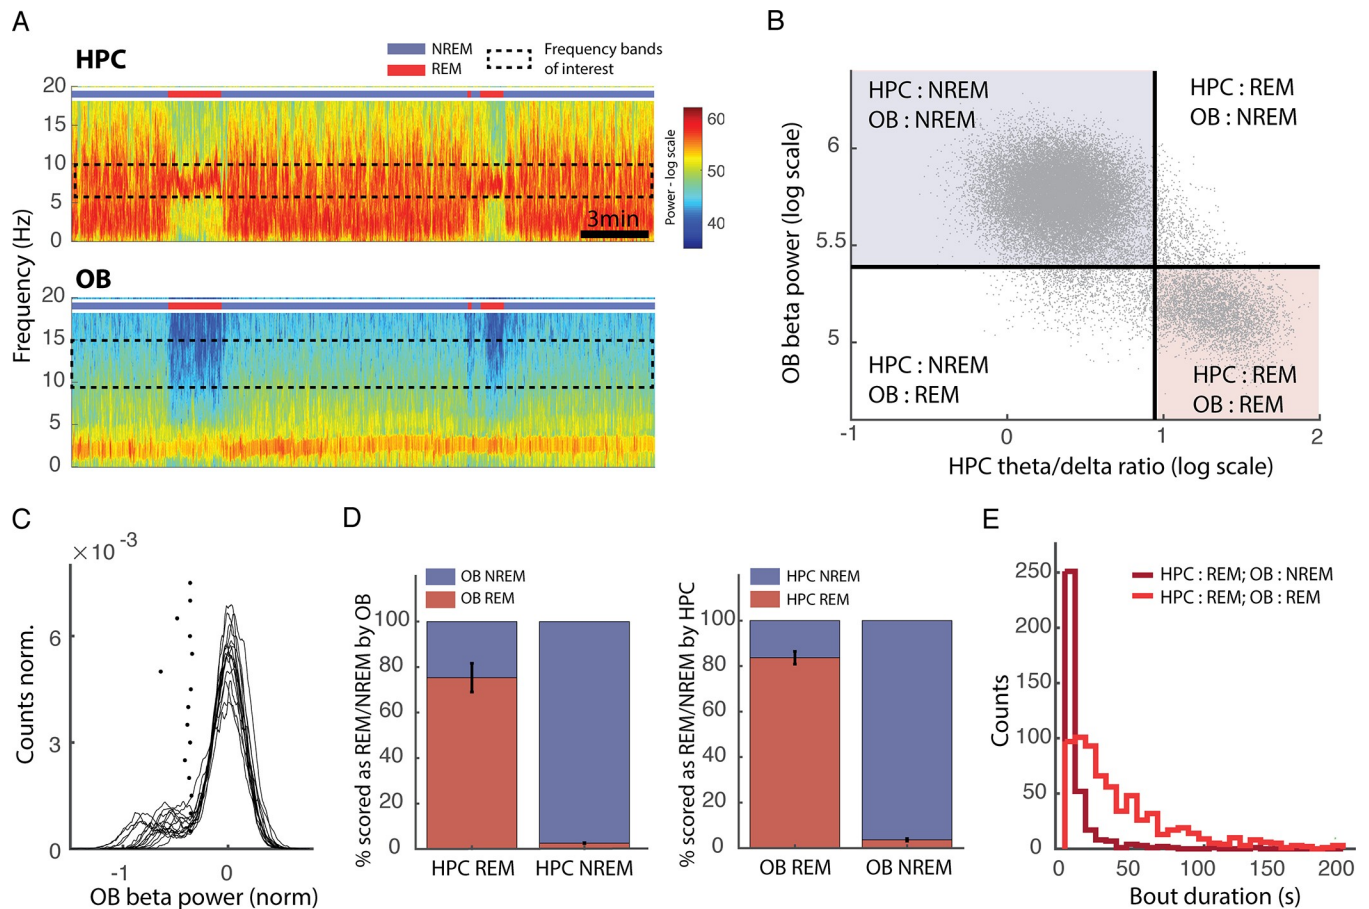 A
HPC
NREM
REM
Frequency bands
of interest
20
15
10
5
0
3min
60
50
40
Power - log scale
Frequency (Hz)
OB
20
15
10
5
0
B
HPC : NREM
OB : NREM
HPC : REM
OB : NREM
HPC : NREM
OB : REM
HPC : REM
OB : REM
6
5.5
5
-1
0
1
2
OB beta power (log scale)
HPC theta/delta ratio (log scale)
C
×10 -3
6
3
0
-1
0
Counts norm.
OB beta power (norm)
D
OB NREM
OB REM
100
80
60
40
20
0
% scored as REM/NREM by OB
HPC REM
HPC NREM
HPC NREM
HPC REM
100
80
60
40
20
0
% scored as REM/NREM by HPC
OB REM
OB NREM
E
HPC : REM; OB : NREM
HPC : REM; OB : REM
250
200
150
100
50
0
Counts
0
50
100
150
200
Bout duration (s)